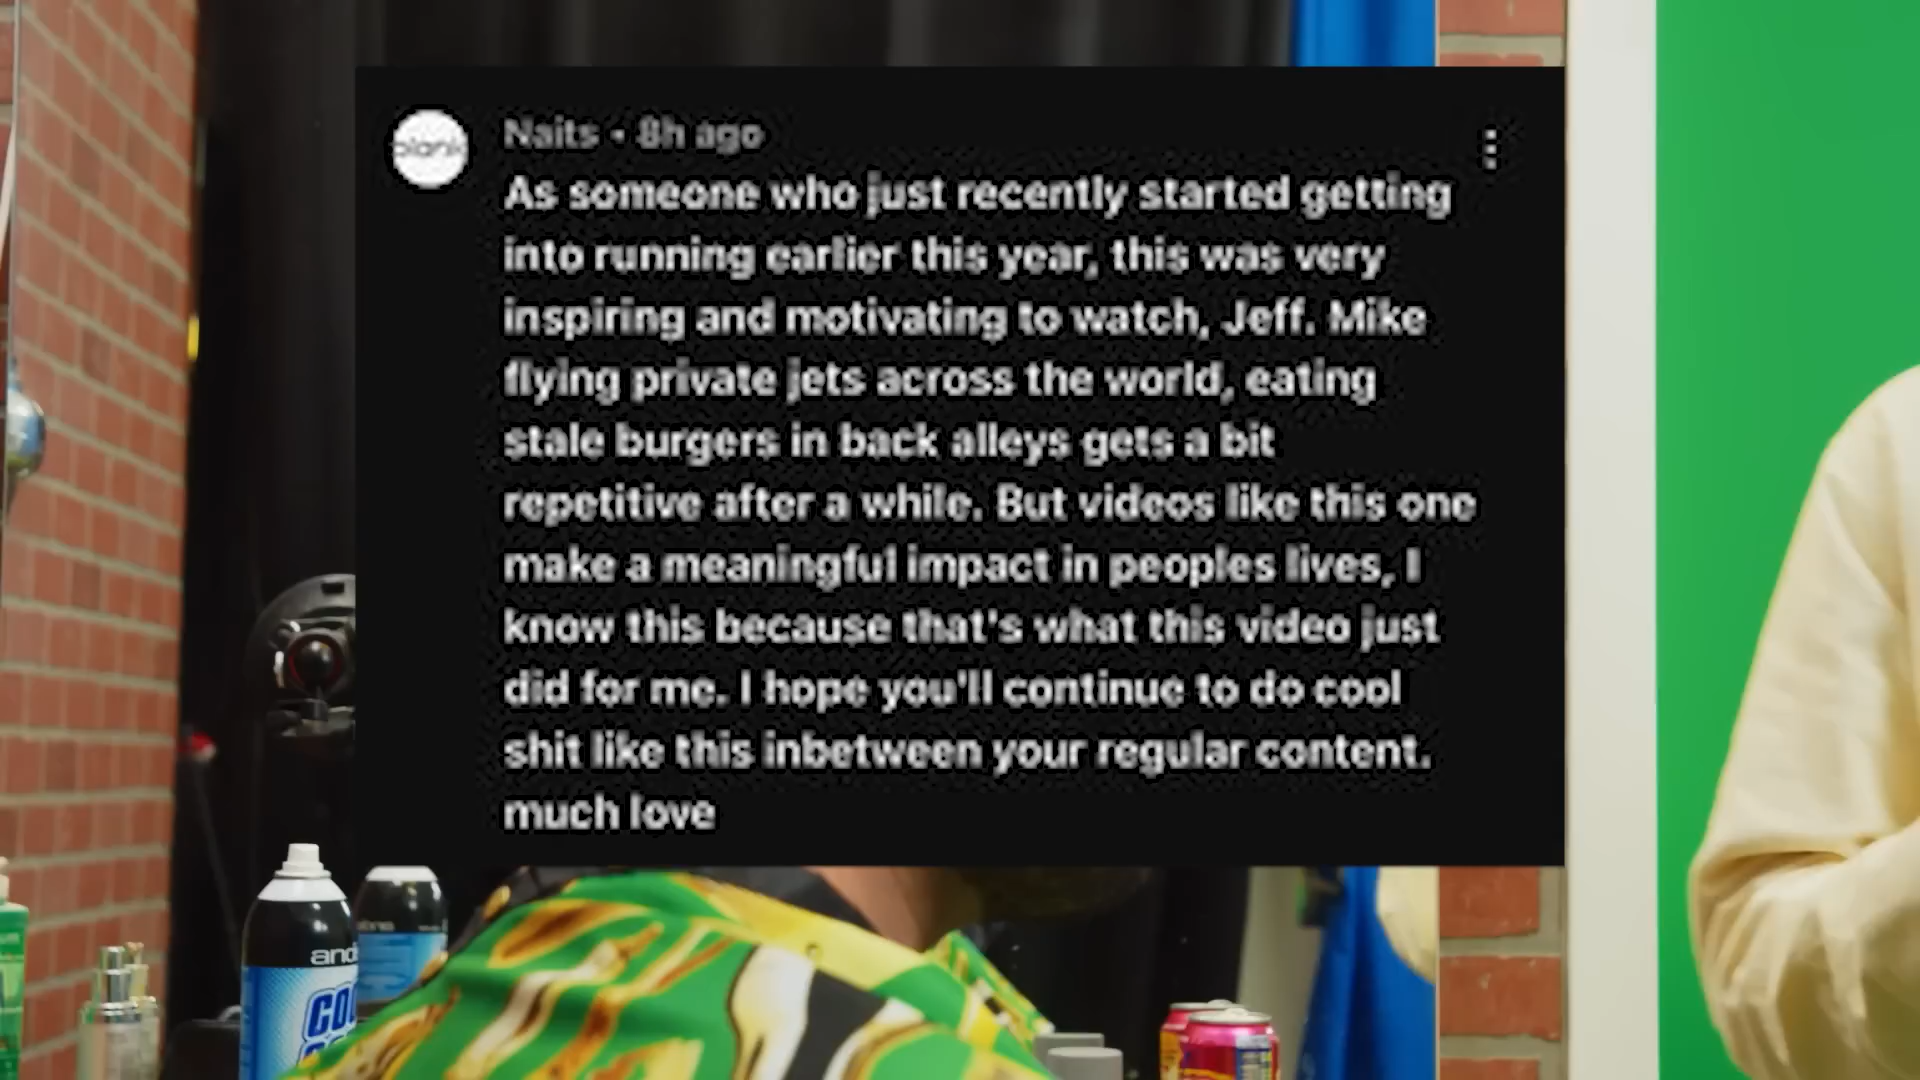 blank
Naits • 8h ago
As someone who just recently started getting
into running earlier this year, this was very
inspiring and motivating to watch, Jeff. Mike
flying private jets across the world, eating
stale burgers in back alleys gets a bit
repetitive after a while. But videos like this one
make a meaningful impact in peoples lives, I
know this because that's what this video just
did for me. I hope you'll continue to do cool
shit like this inbetween your regular content.
much love
andi
COO